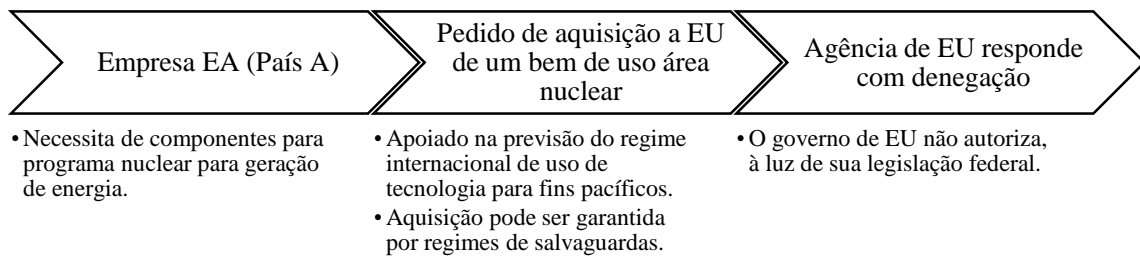 Empresa EA (País A)
Pedido de aquisição a EU
de um bem de uso área
nuclear
Agência de EU responde
com denegação
• Necessita de componentes para
programa nuclear para geração
de energia.
• Apoiado na previsão do regime
internacional de uso de
tecnologia para fins pacíficos.
• Aquisição pode ser garantida
por regimes de salvaguardas.
• O governo de EU não autoriza,
à luz de sua legislação federal.